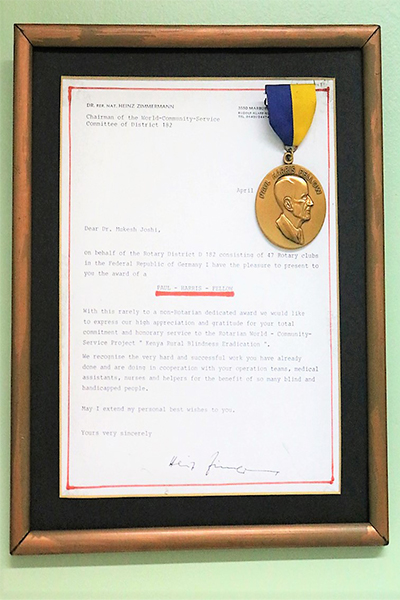 DR. RER. NAT. HEINZ ZIMMERMANN
Chairman of the World-Community-Service
Committee of District 182
April
PAUL HARRIS FELLOW
Dear Dr. Mukesh Joshi,
on behalf of the Rotary District D 182 consisting of 47 Rotary clubs
in the Federal Republic of Germany I have the pleasure to present to
you the award of a
PAUL - HARRIS - FELLOW
With this rarely to a non-Rotarian dedicated award we would like
to express our high appreciation and gratitude for your total
commitment and honorary service to the Rotarian World - Community-
Service Project " Kenya Rural Blindness Eradication ".
We recognise the very hard and successful work you have already
done and are doing in cooperation with your operation teams, medical
assistants, nurses and helpers for the benefit of so many blind and
handicapped people.
May I extend my personal best wishes to you.
Yours very sincerely